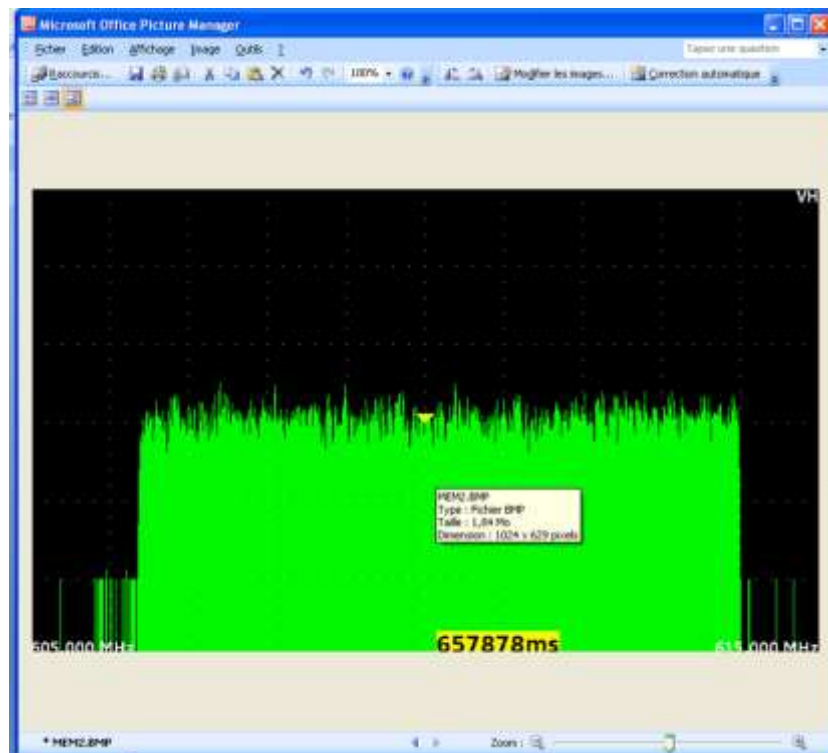 Microsoft Office Picture Manager
Fichier Edition Affichage Image Outils ?
Tapez une question
Raccourcis... 100% Modifier les images... Correction automatique
VH
MEM2.BMP
Type : Fichier BMP
Taille : 1,84 Mo
Dimension : 1024 x 629 pixels
605.000 MHz 657878ms 615.000 MHz
* MEM2.BMP Zoom :